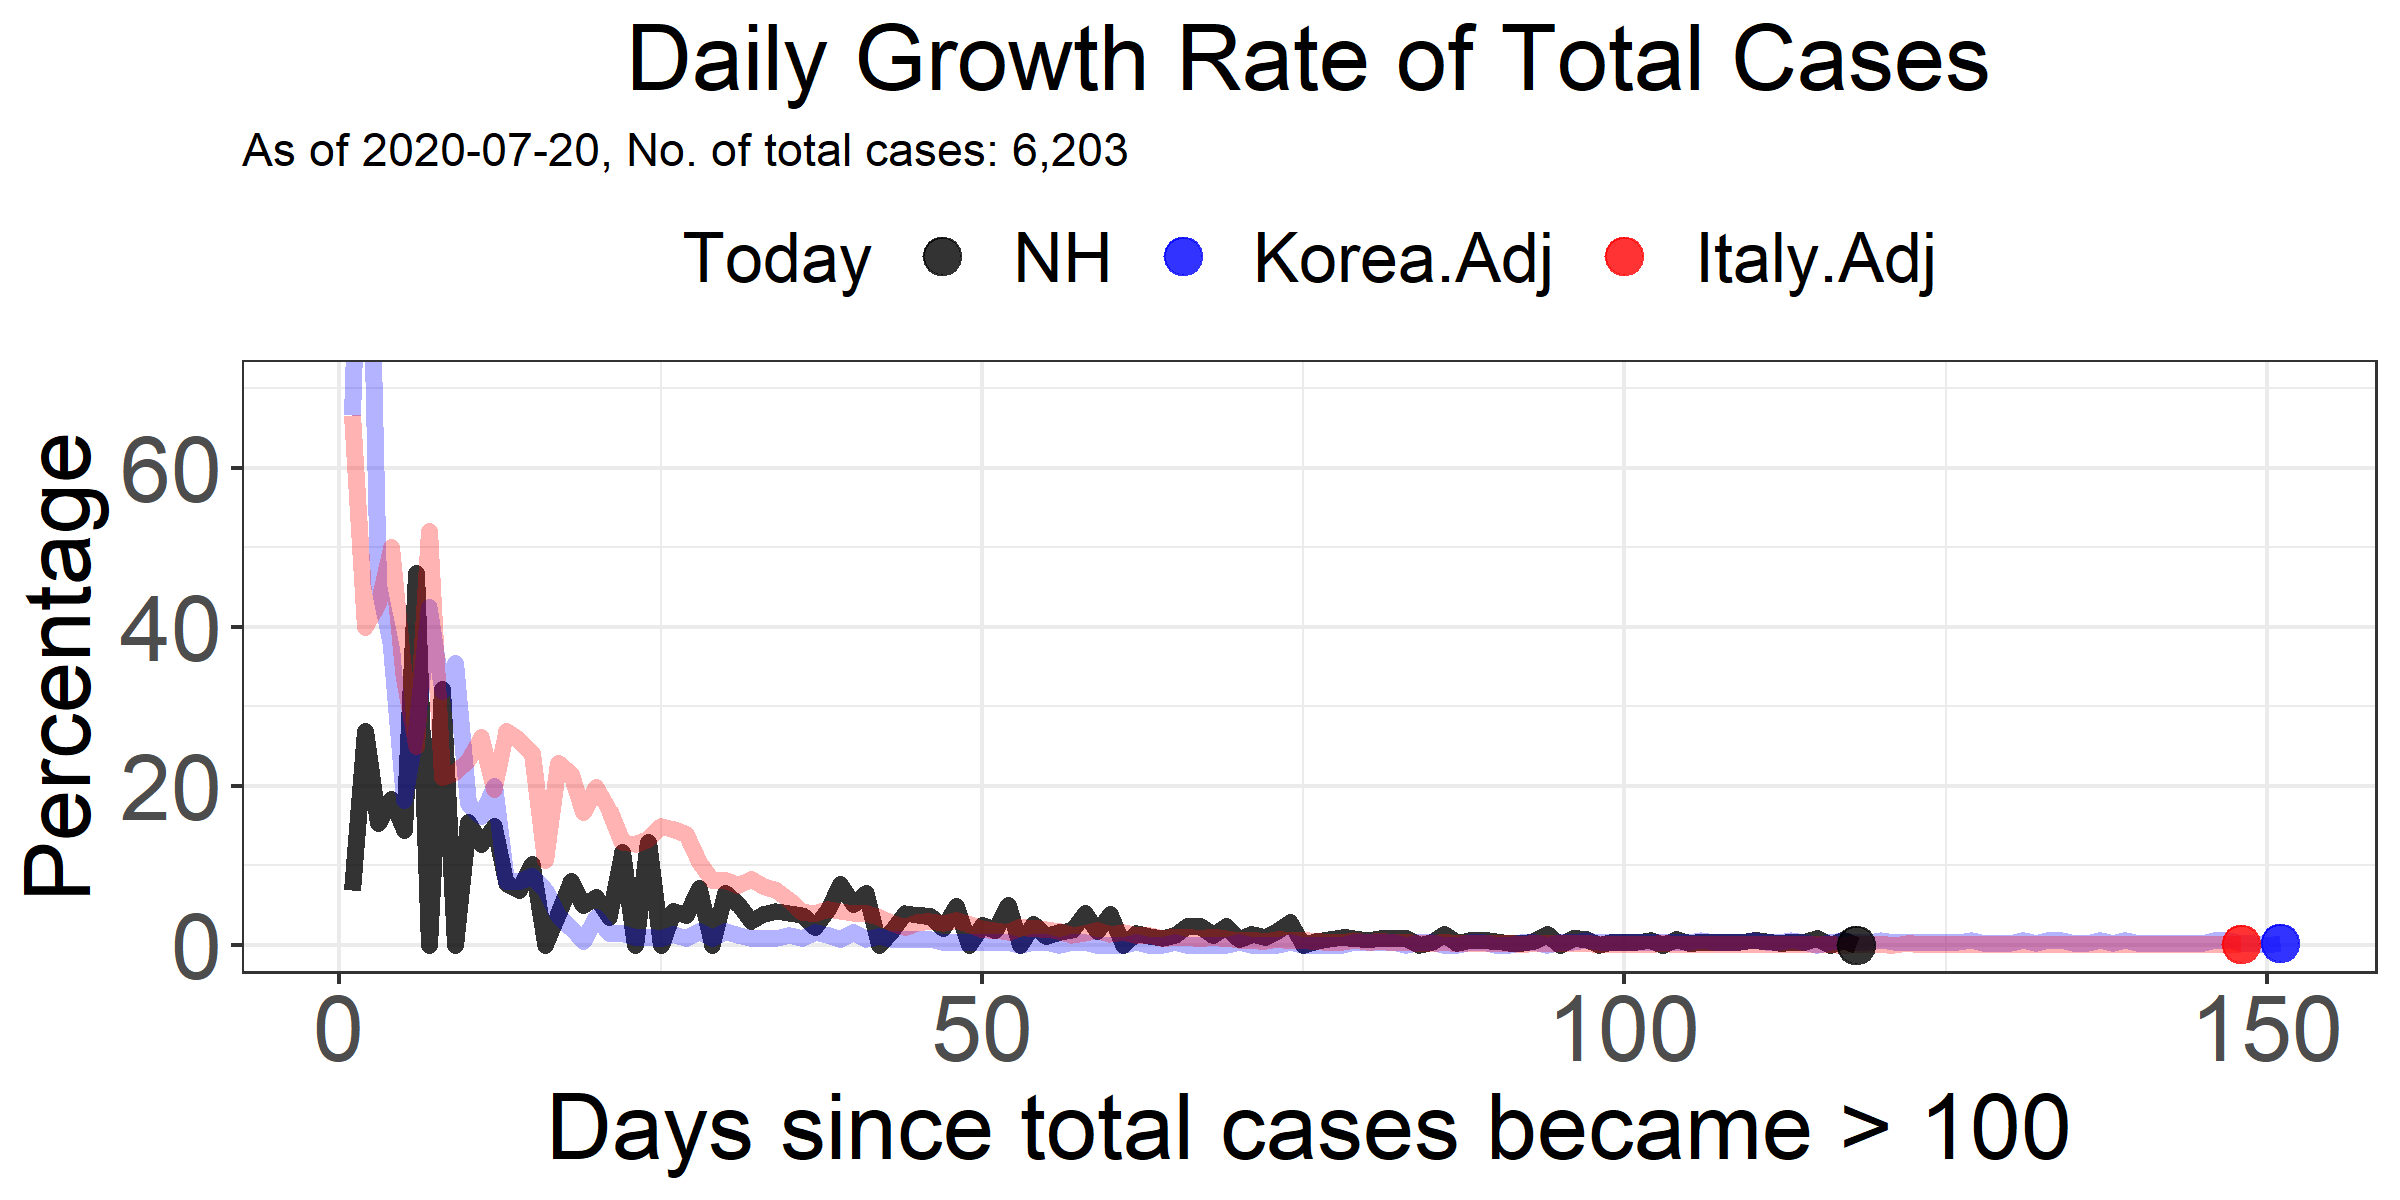 Daily Growth Rate of Total Cases
As of 2020-07-20, No. of total cases: 6,203
Today NH Korea.Adj Italy.Adj
Percentage
60
40
20
0
0 50 100 150
Days since total cases became > 100